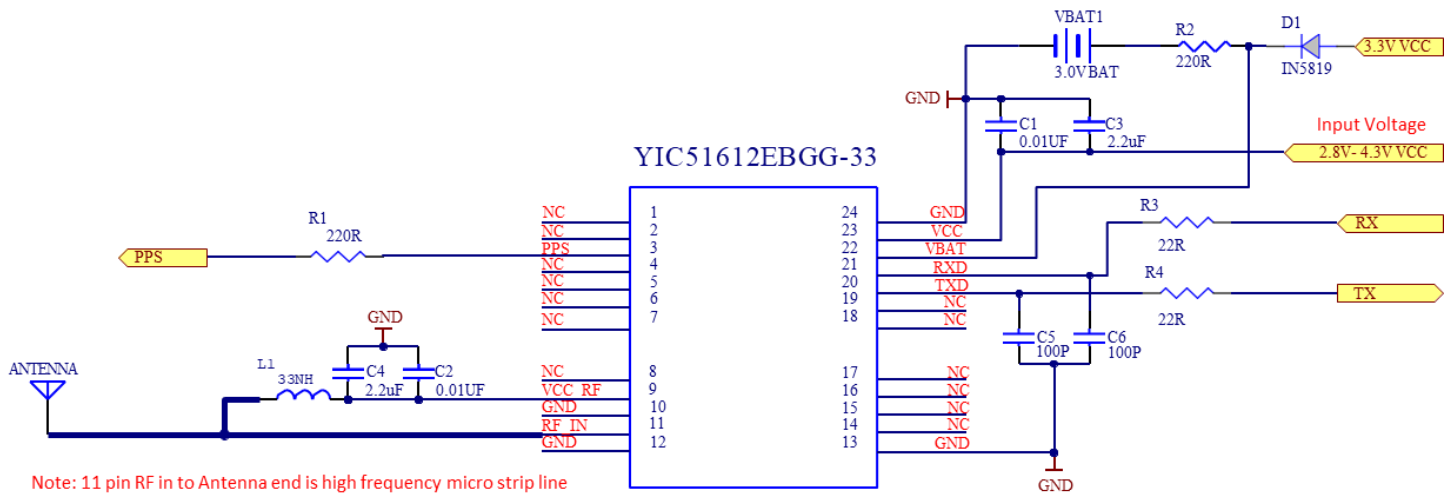 VBAT1
3.0VBAT
R2
220R
D1
IN5819
3.3V VCC
GND
C1
0.01UF
C3
2.2uF
Input Voltage
2.8V- 4.3V VCC
YIC51612EBGG-33
NC 1
NC 2
PPS 3
NC 4
NC 5
NC 6
NC 7
NC 8
VCC_RF 9
GND 10
RF_IN 11
GND 12
24 GND
23 VCC
22 VBAT
21 RXD
20 TXD
19 NC
18 NC
17 NC
16 NC
15 NC
14 NC
13 GND
R1
220R
PPS
R3
22R
RX
R4
22R
TX
C5
100P
C6
100P
GND
GND
L1
33NH
C4
2.2uF
C2
0.01UF
ANTENNA
Note: 11 pin RF in to Antenna end is high frequency micro strip line